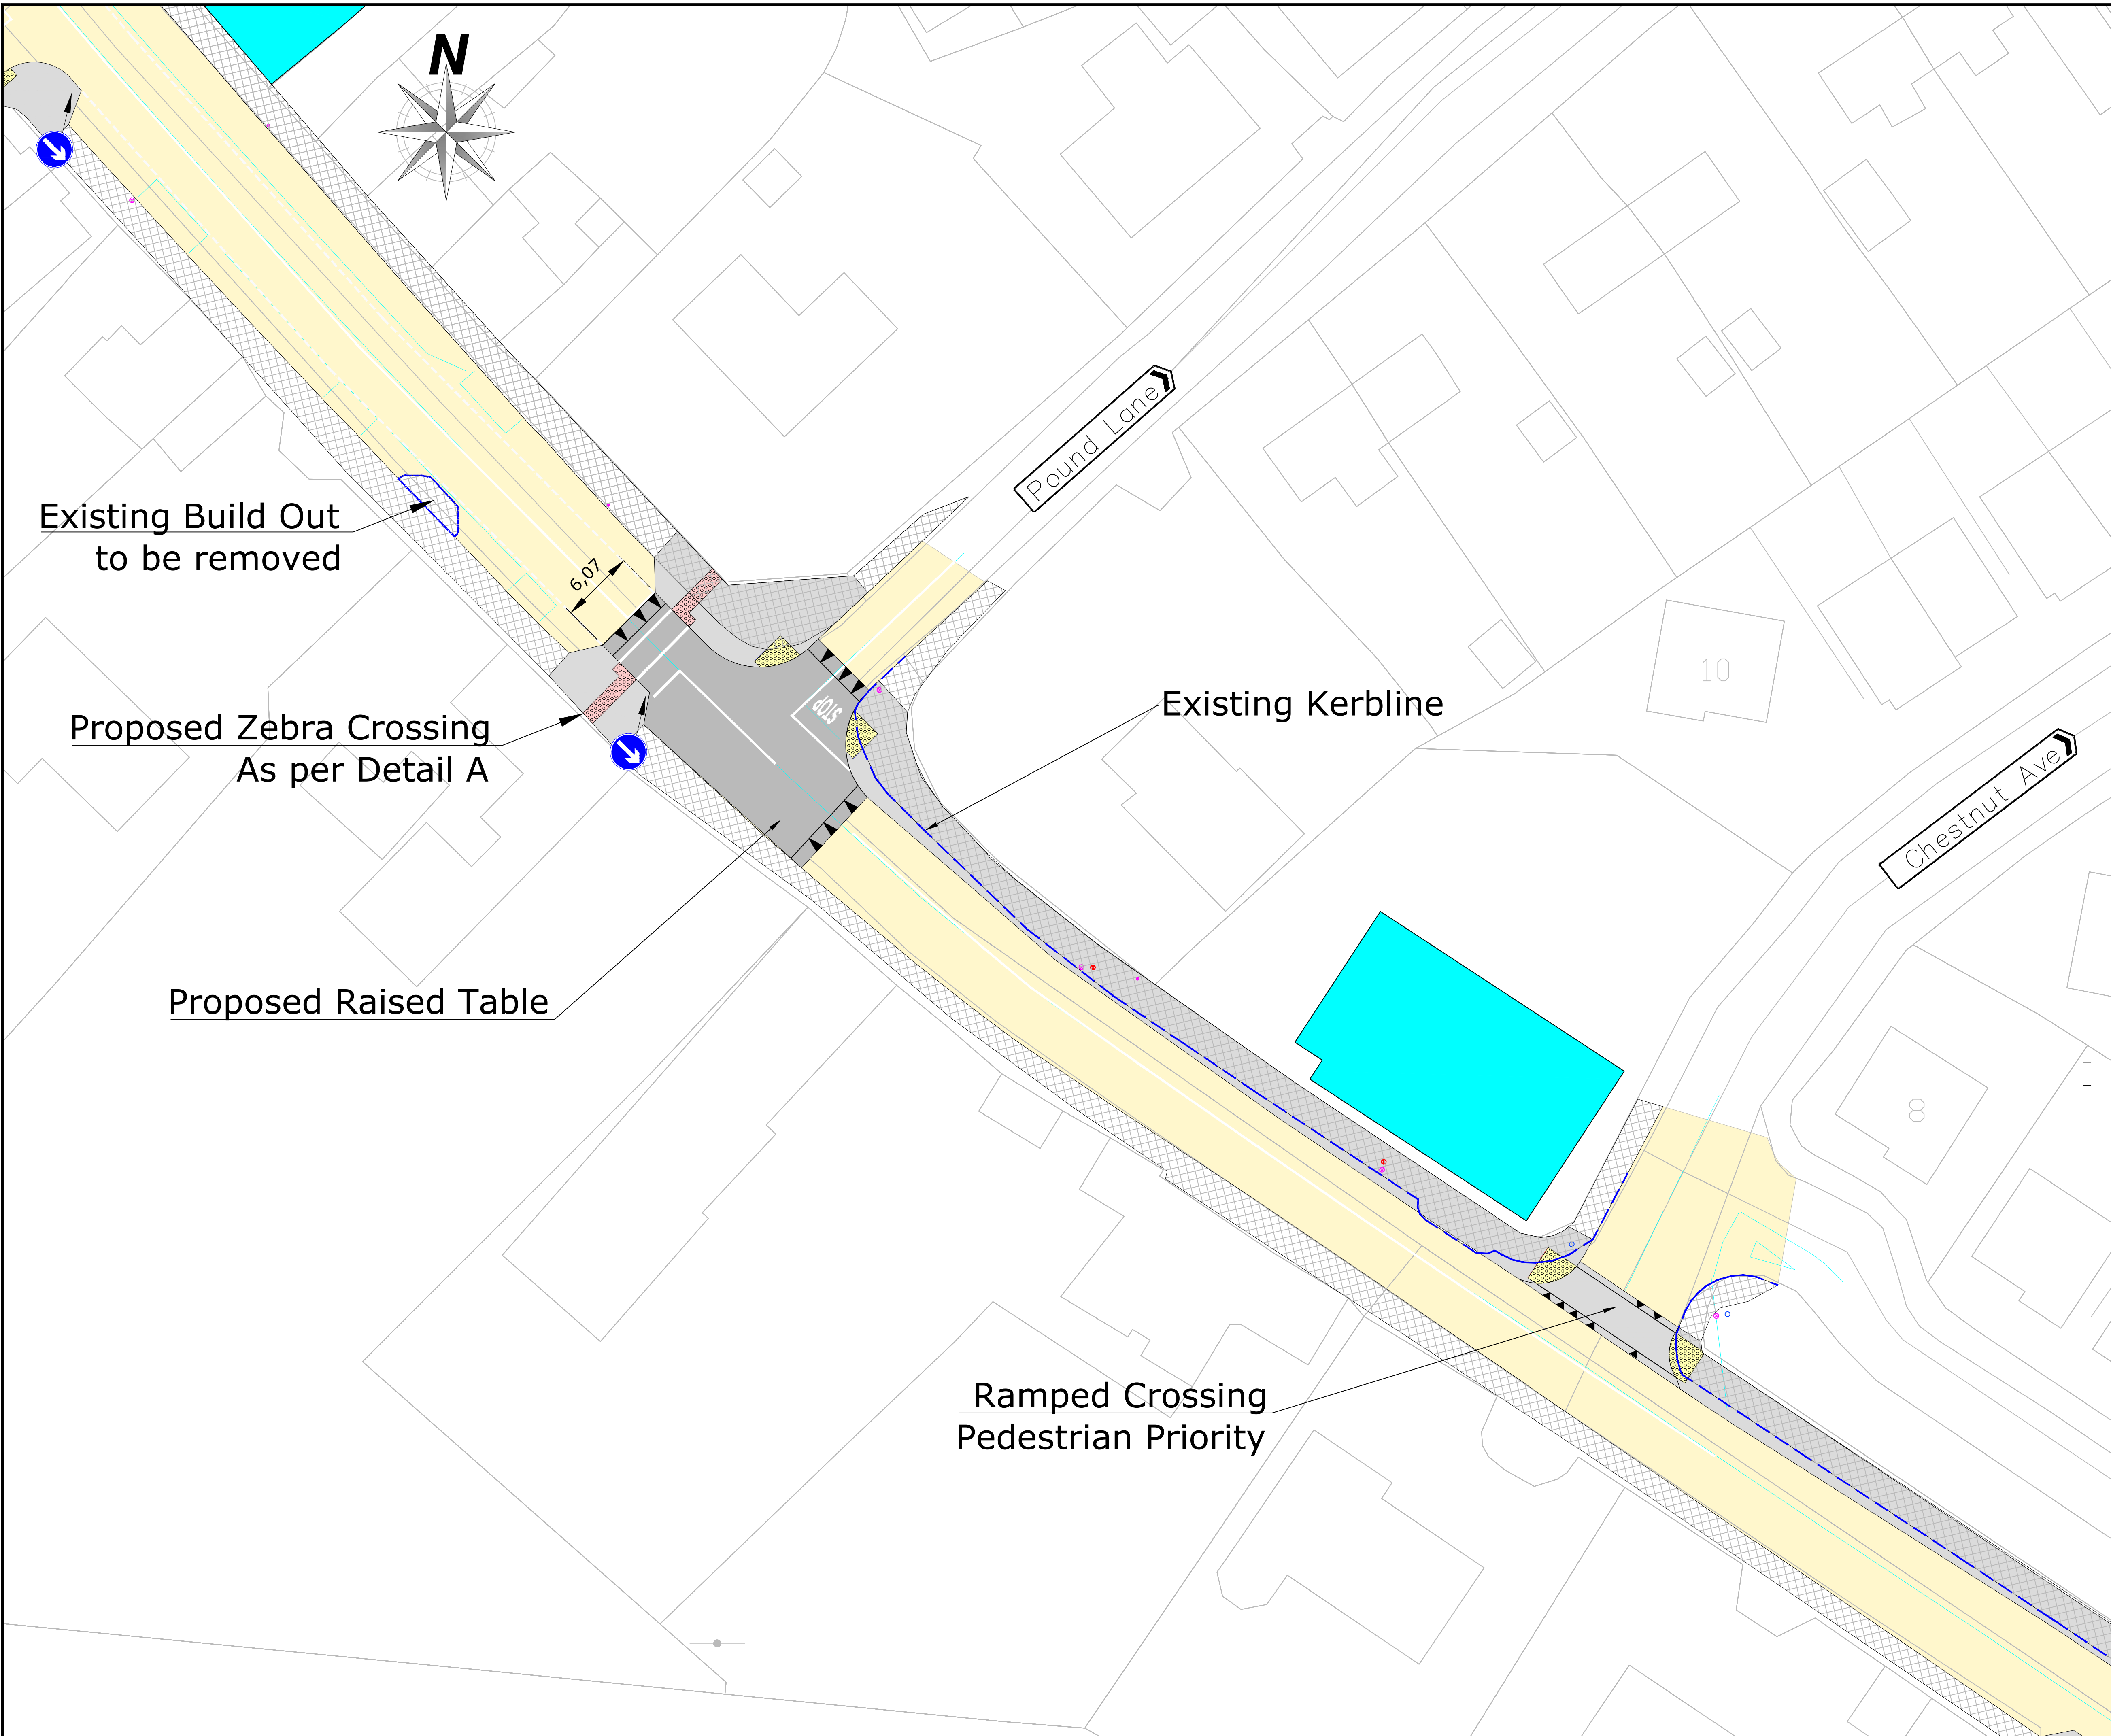 N
Pound Lane
Existing Build Out
to be removed
6,07
10
Existing Kerbline
STOP
Proposed Zebra Crossing
As per Detail A
Chestnut Ave
Proposed Raised Table
8
Ramped Crossing
Pedestrian Priority